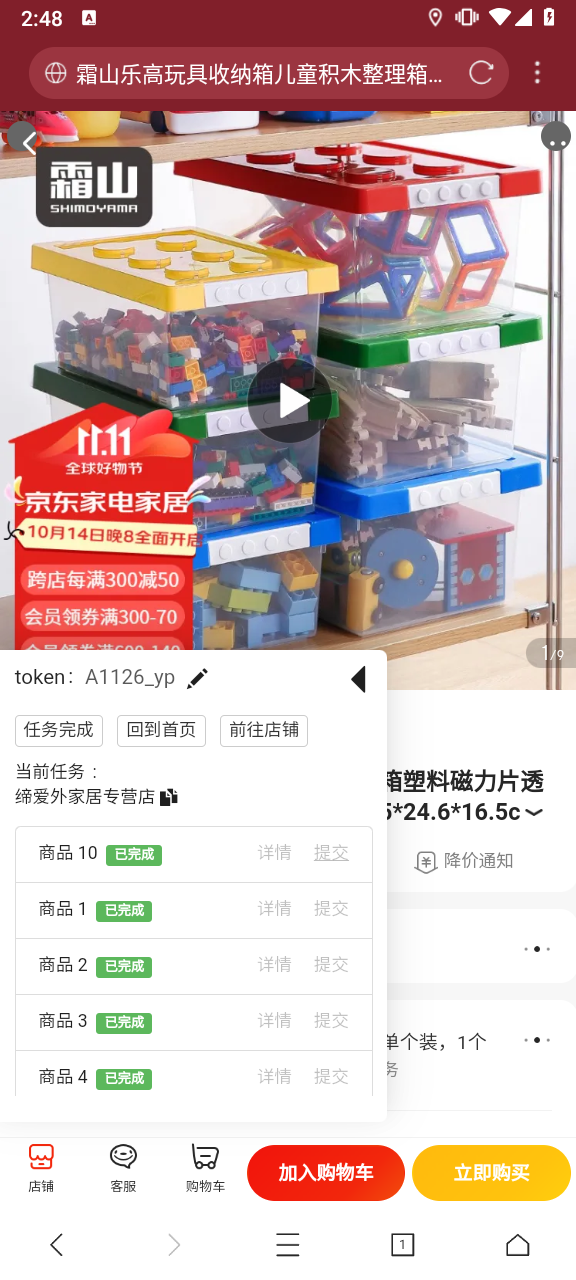 2:48
霜山乐高玩具收纳箱儿童积木整理箱...
霜山
SHIMOYAMA
11.11
全球好物节
京东家电家居
10月14日晚8全面开启
跨店每满300减50
会员领券满300-70
1/9
token: A1126_yp
任务完成 回到首页 前往店铺
当前任务：
缔爱外家居专营店
箱塑料磁力片透
5*24.6*16.5c
降价通知
商品 10 已完成 详情 提交
商品 1 已完成 详情 提交
商品 2 已完成 详情 提交
商品 3 已完成 详情 提交
单个装，1个
务
商品 4 已完成 详情 提交
店铺 客服 购物车 加入购物车 立即购买
1